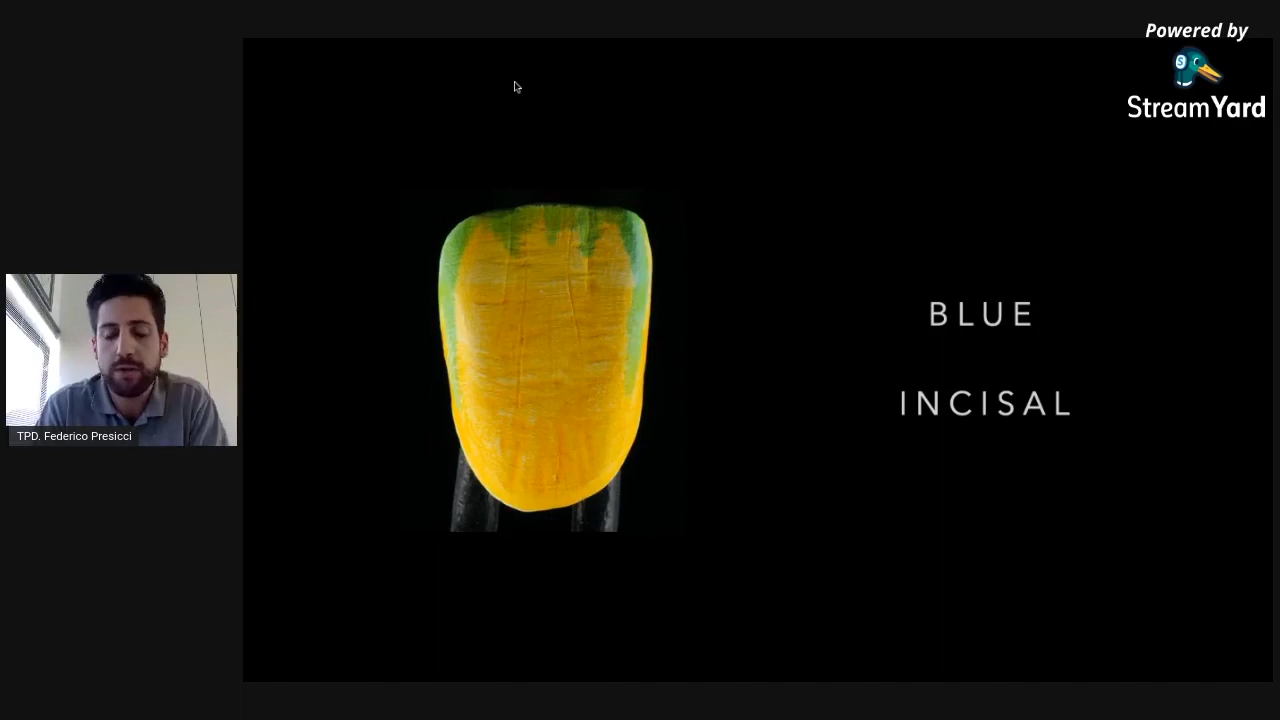 Powered by
StreamYard
BLUE
INCISAL
TPD. Federico Presicci